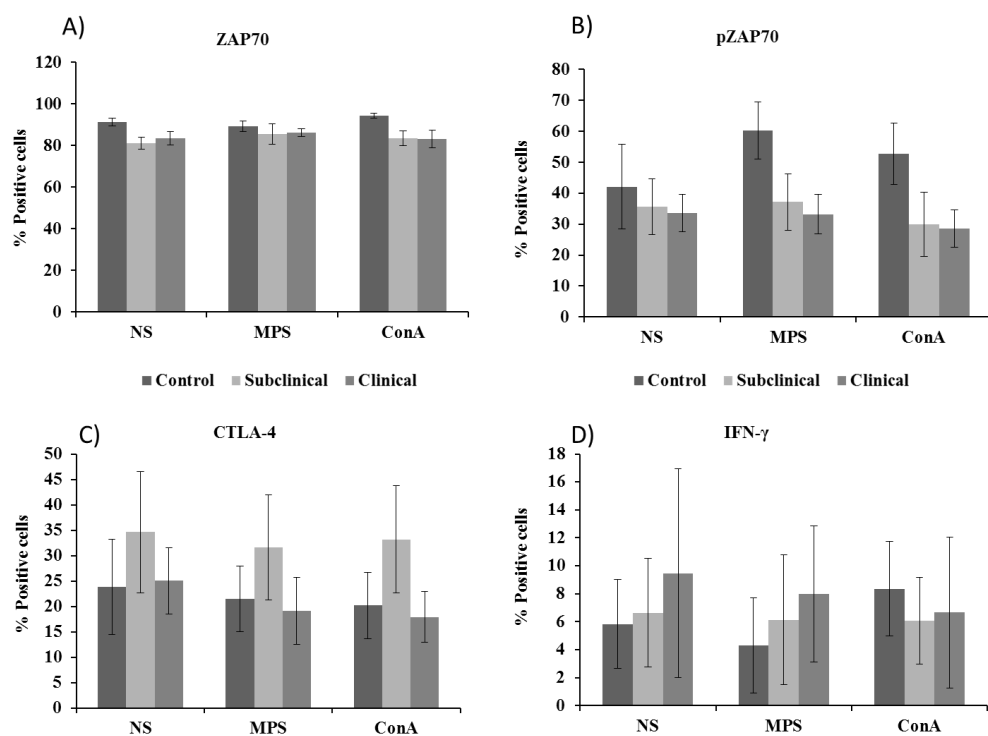 A)
ZAP70
% Positive cells
120
100
80
60
40
20
0
NS MPS ConA
Control Subclinical Clinical
B)
pZAP70
% Positive cells
80
70
60
50
40
30
20
10
0
NS MPS ConA
Control Subclinical Clinical
C)
CTLA-4
% Positive cells
50
45
40
35
30
25
20
15
10
5
0
NS MPS ConA
D)
IFN-γ
% Positive cells
18
16
14
12
10
8
6
4
2
0
NS MPS ConA